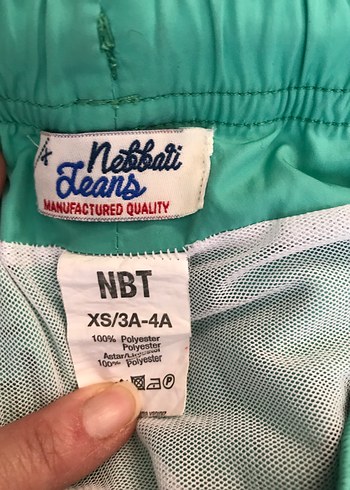 Nebbati
Jeans
MANUFACTURED QUALITY
NBT
XS/3A-4A
100% Polyester
Polyester
100% Polyester